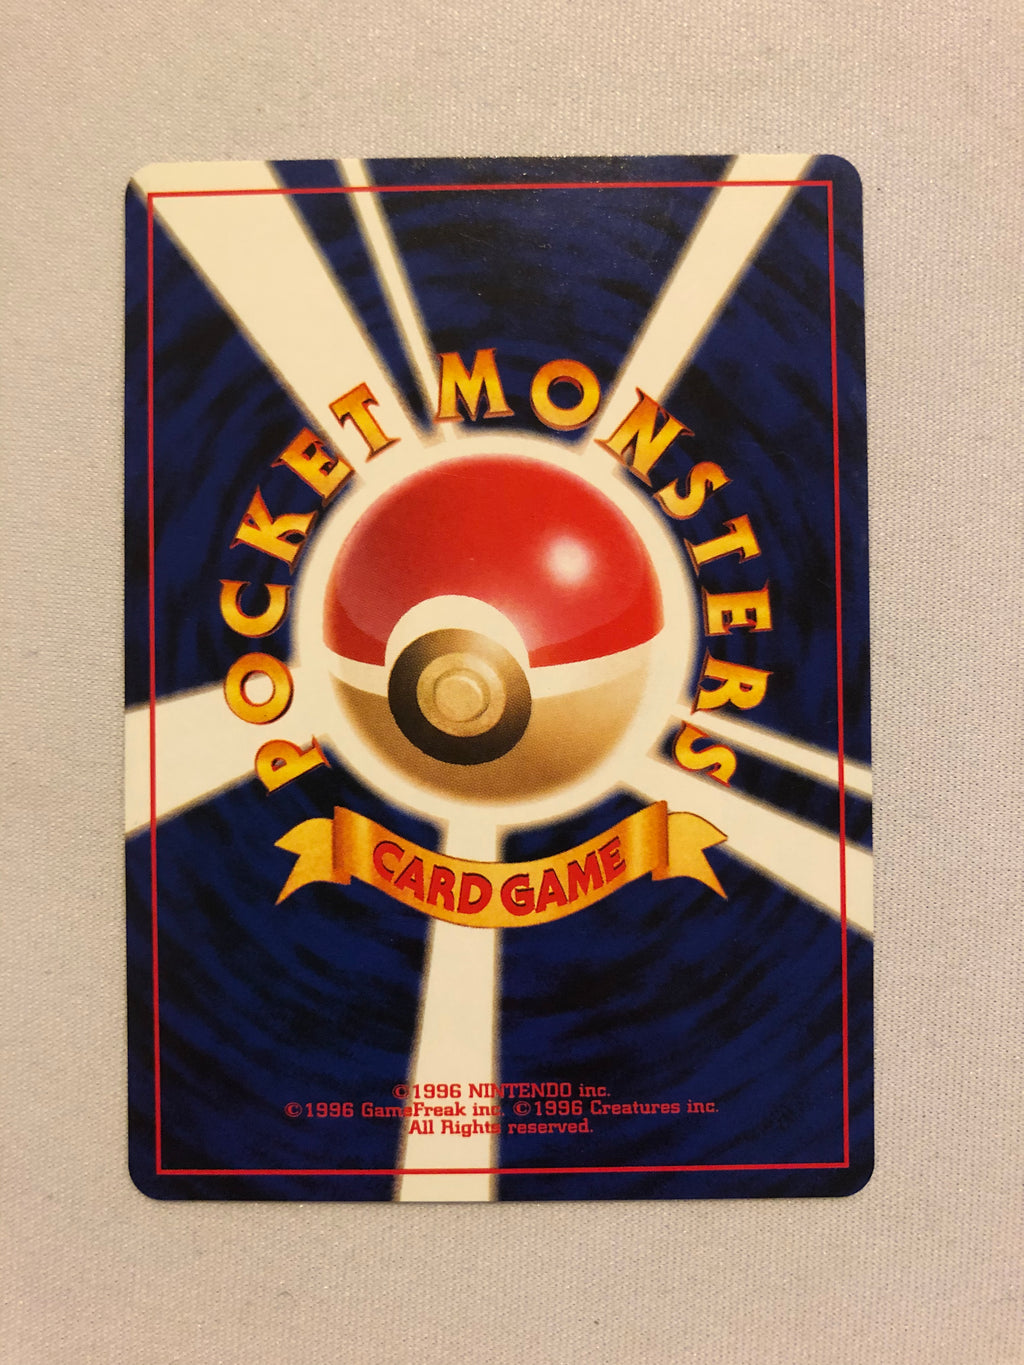 POCKET MONSTERS
CARD GAME
©1996 NINTENDO inc.
©1996 GameFreak inc. ©1996 Creatures inc.
All Rights reserved.